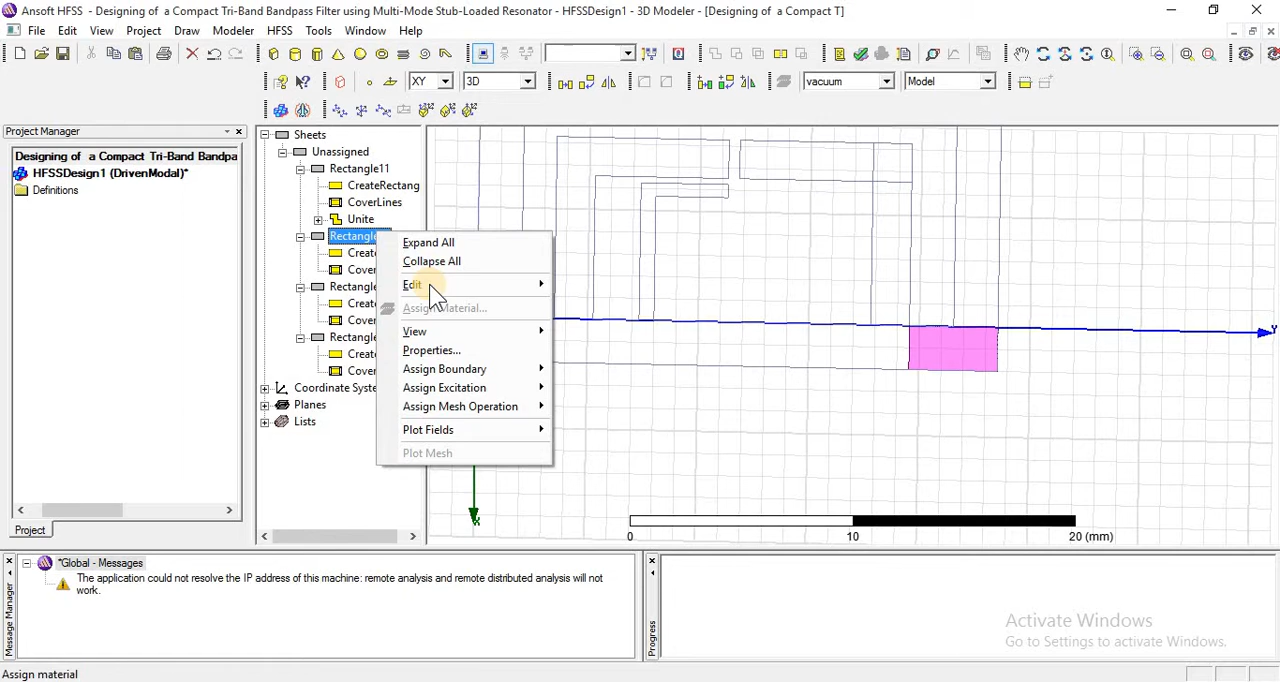 Ansoft HFSS - Designing of a Compact Tri-Band Bandpass Filter using Multi-Mode Stub-Loaded Resonator - HFSSDesign1 - 3D Modeler - [Designing of a Compact T]
File Edit View Project Draw Modeler HFSS Tools Window Help
XY 3D vacuum Model
Project Manager
Designing of a Compact Tri-Band Bandpa
HFSSDesign1 (DrivenModal)*
Definitions
Project
Sheets
Unassigned
Rectangle11
CreateRectang
CoverLines
Unite
Rectangle
Create
Cover
Rectangle
Create
Cover
Rectangle
Create
Cover
Coordinate Syste
Planes
Lists
Expand All
Collapse All
Edit
Assign Material...
View
Properties...
Assign Boundary
Assign Excitation
Assign Mesh Operation
Plot Fields
Plot Mesh
Y
X
0 10 20 (mm)
Message Manager
*Global - Messages
The application could not resolve the IP address of this machine: remote analysis and remote distributed analysis will not
work.
Progress
Activate Windows
Go to Settings to activate Windows.
Assign material